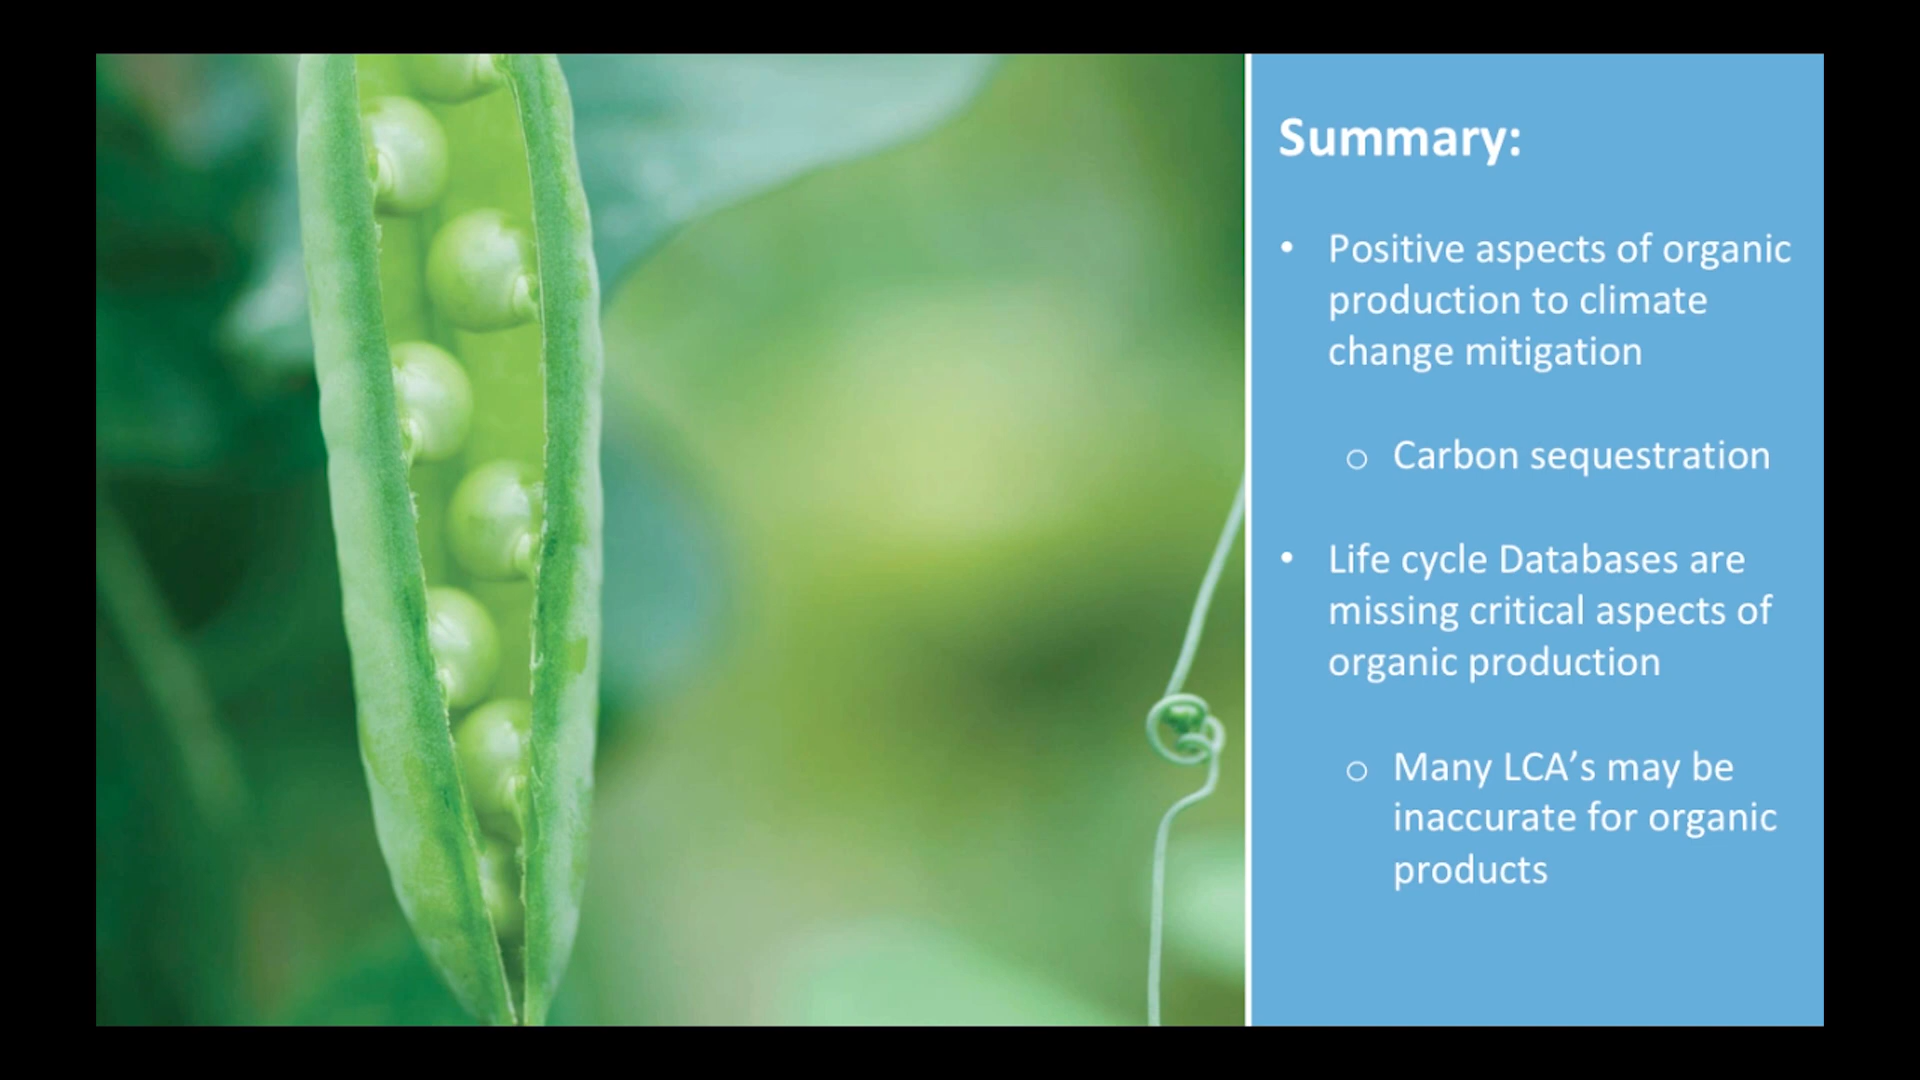 Summary:
• Positive aspects of organic
production to climate
change mitigation
o Carbon sequestration
• Life cycle Databases are
missing critical aspects of
organic production
o Many LCA’s may be
inaccurate for organic
products